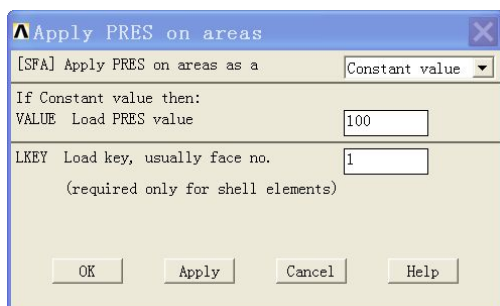 Apply PRES on areas
[SFA] Apply PRES on areas as a
Constant value
If Constant value then:
VALUE Load PRES value
100
LKEY Load key, usually face no.
1
(required only for shell elements)
OK Apply Cancel Help